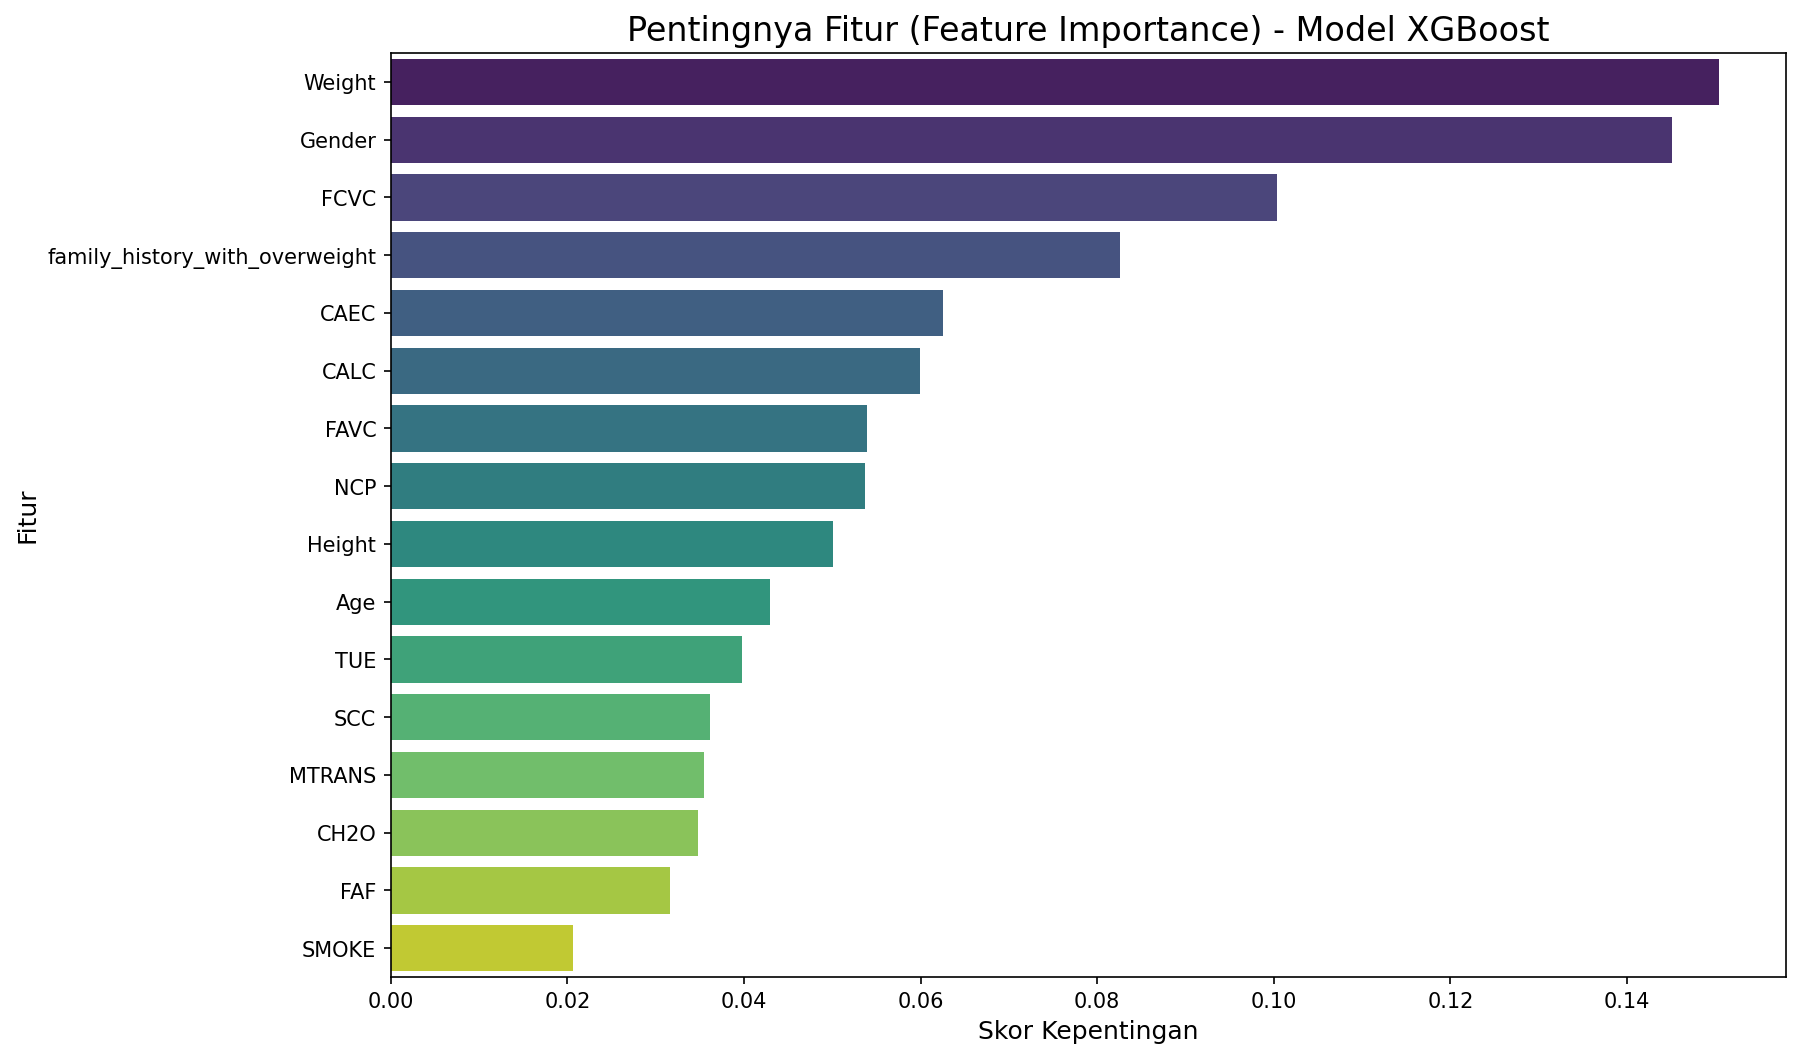 Pentingnya Fitur (Feature Importance) - Model XGBoost
Weight
Gender
FCVC
family_history_with_overweight
CAEC
CALC
FAVC
NCP
Height
Age
TUE
SCC
MTRANS
CH2O
FAF
SMOKE
Fitur
0.00 0.02 0.04 0.06 0.08 0.10 0.12 0.14
Skor Kepentingan